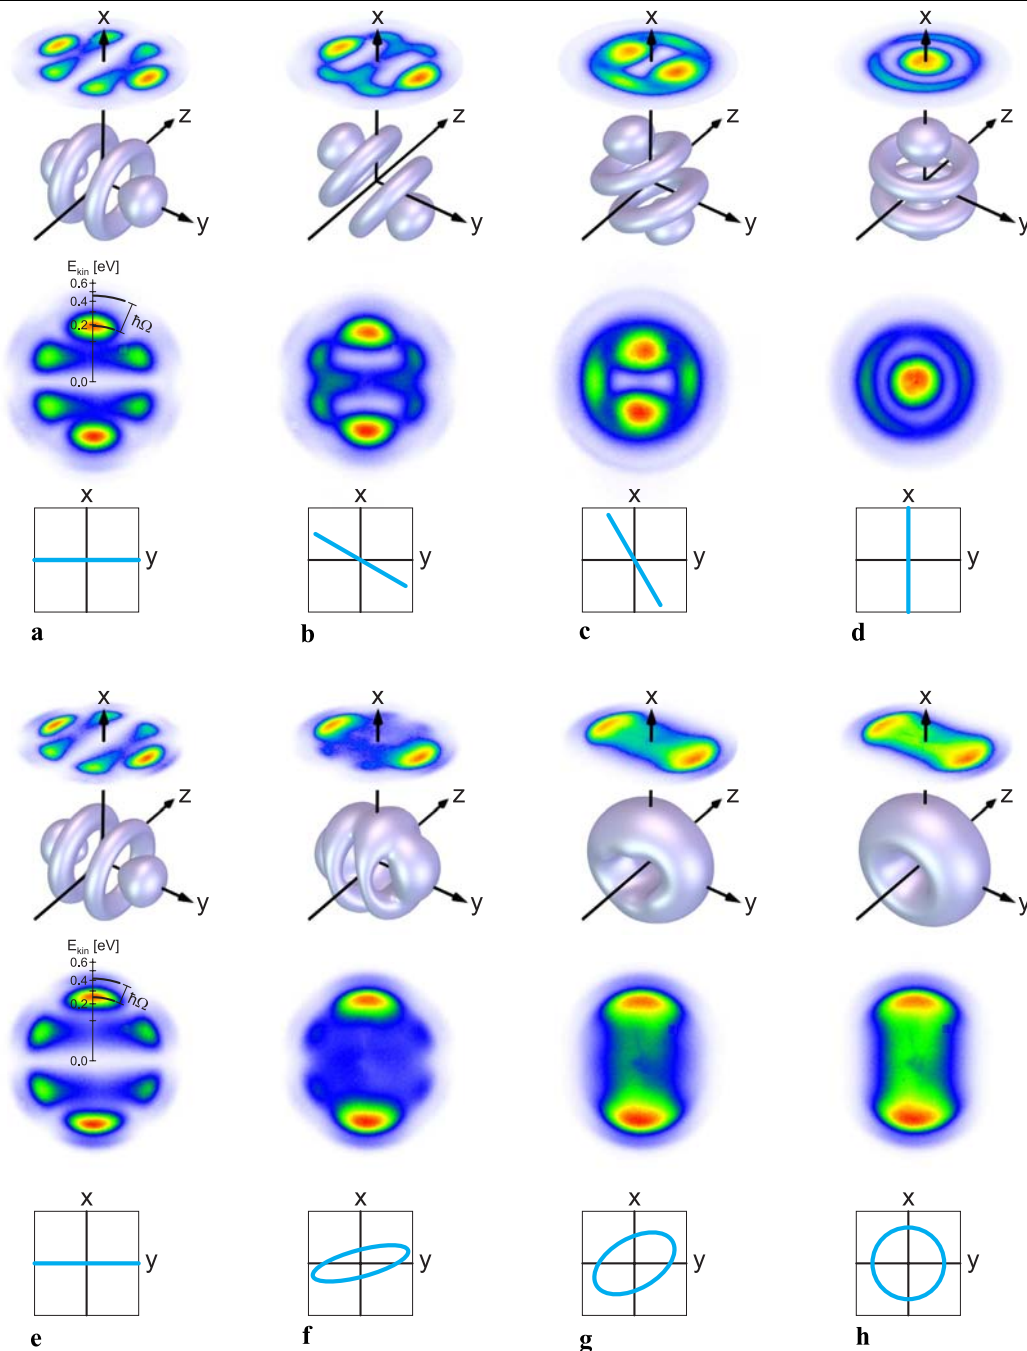 x x x x
z z z z
y y y y
E_kin [eV]
0.6
0.4
0.2
ħΩ
0.0
x x x x
y y y y
a b c d
x x x x
z z z z
y y y y
E_kin [eV]
0.6
0.4
0.2
ħΩ
0.0
x x x x
y y y y
e f g h